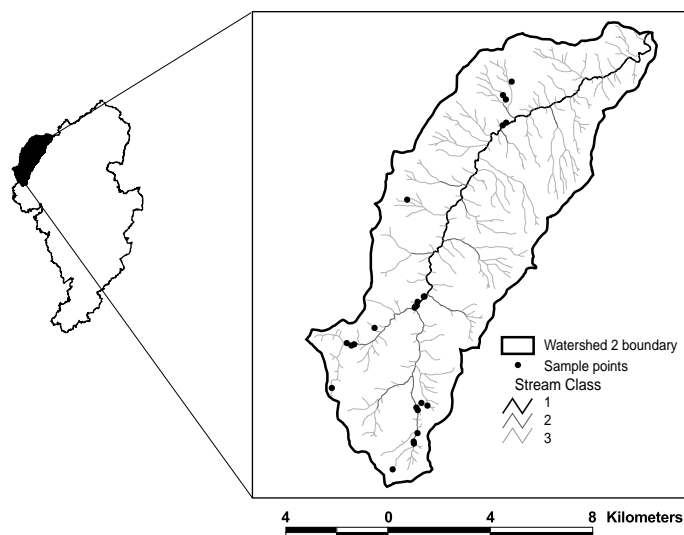 Watershed 2 boundary
Sample points
Stream Class
1
2
3
4 0 4 8 Kilometers